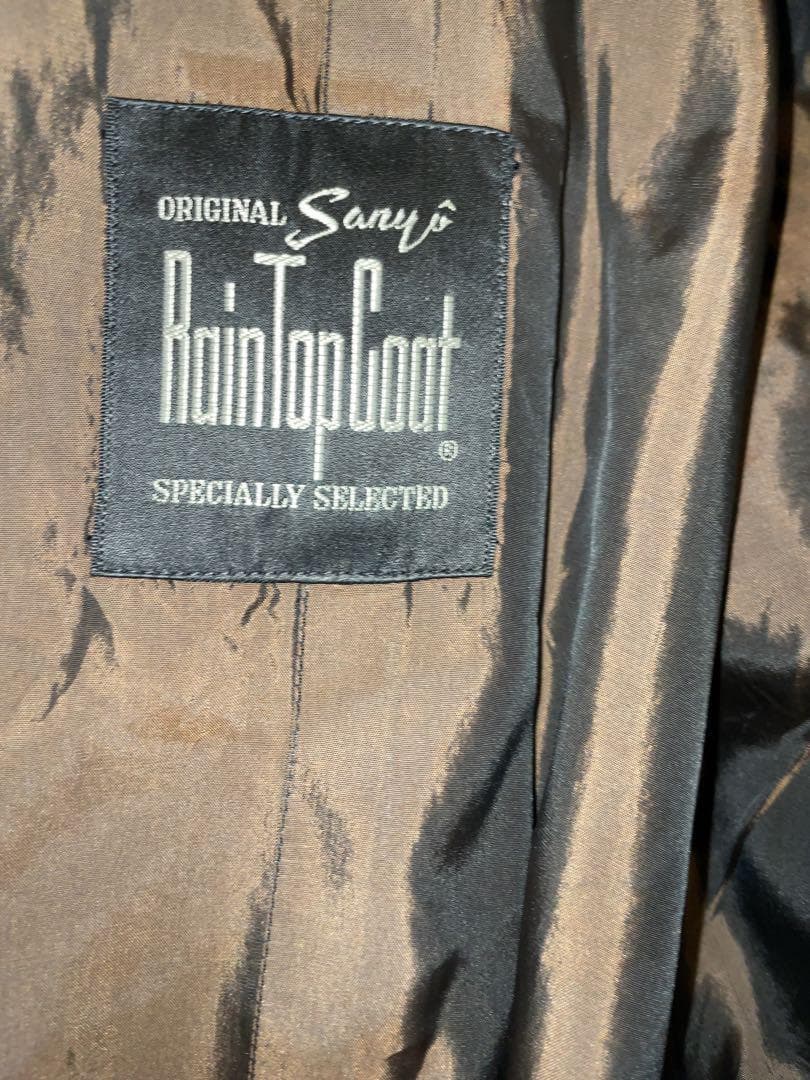 ORIGINAL Sanyô
RainTopCoat
®
SPECIALLY SELECTED